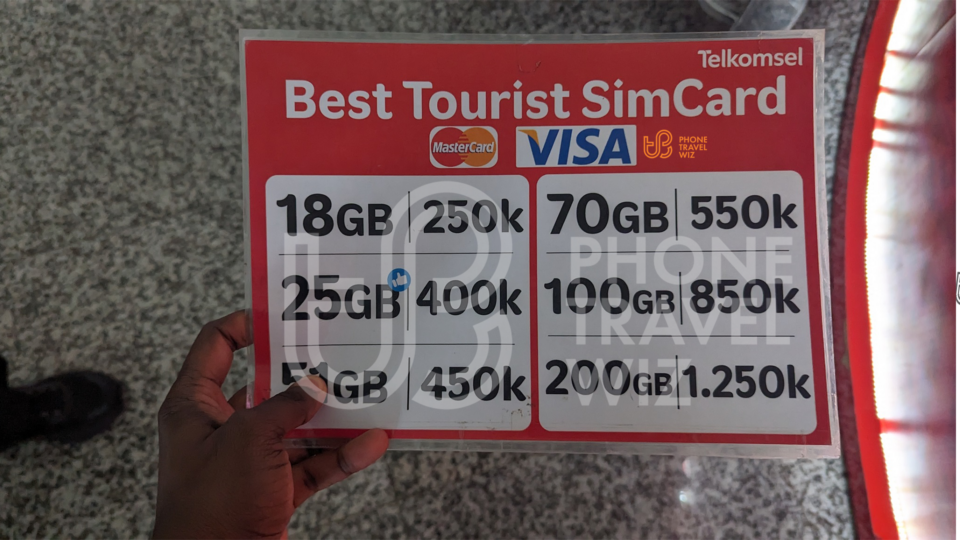 Telkomsel
Best Tourist SimCard
MasterCard VISA PHONE TRAVEL WIZ
18GB 250k
25GB 400k
51GB 450k
70GB 550k
100GB 850k
200GB 1.250k
PHONE
TRAVEL
WIZ